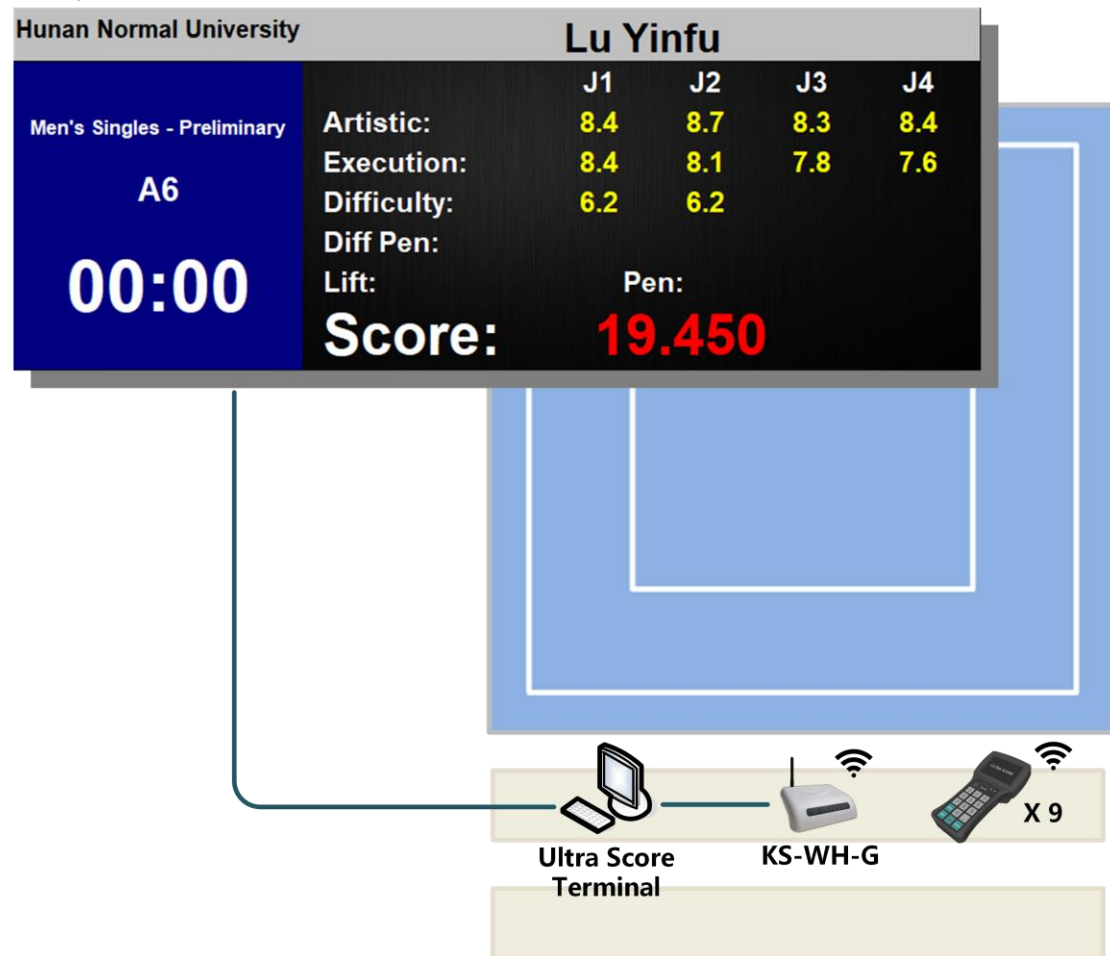 Hunan Normal University
Lu Yinfu
Men's Singles - Preliminary
A6
00:00
J1 J2 J3 J4
Artistic: 8.4 8.7 8.3 8.4
Execution: 8.4 8.1 7.8 7.6
Difficulty: 6.2 6.2
Diff Pen:
Lift: Pen:
Score: 19.450
X 9
Ultra Score
Terminal
KS-WH-G